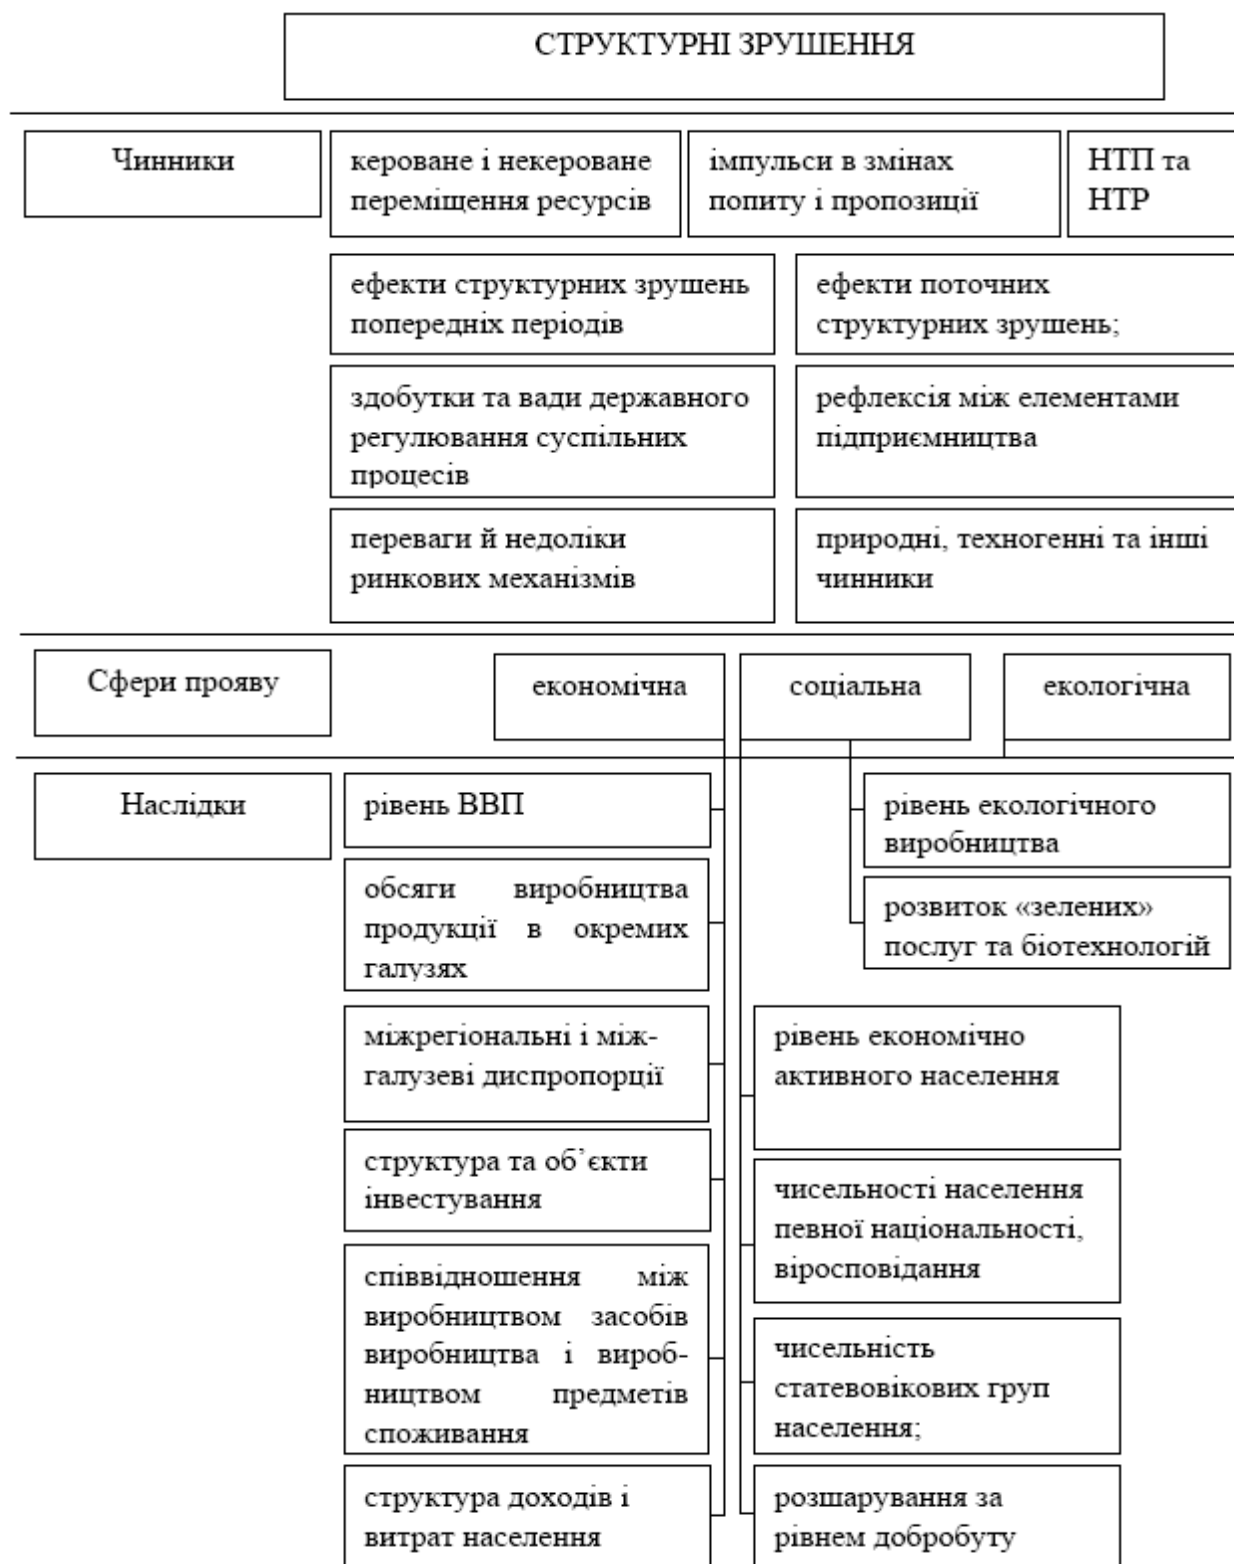 СТРУКТУРНІ ЗРУШЕННЯ
Чинники
кероване і некероване
переміщення ресурсів
імпульси в змінах
попиту і пропозиції
НТП та
НТР
ефекти структурних зрушень
попередніх періодів
ефекти поточних
структурних зрушень;
здобутки та вади державного
регулювання суспільних
процесів
рефлексія між елементами
підприємництва
переваги й недоліки
ринкових механізмів
природні, техногенні та інші
чинники
Сфери прояву
економічна
соціальна
екологічна
Наслідки
рівень ВВП
обсяги виробництва
продукції в окремих
галузях
міжрегіональні і між-
галузеві диспропорції
структура та об’єкти
інвестування
співвідношення між
виробництвом засобів
виробництва і вироб-
ництвом предметів
споживання
структура доходів і
витрат населення
рівень екологічного
виробництва
розвиток «зелених»
послуг та біотехнологій
рівень економічно
активного населення
чисельності населення
певної національності,
віросповідання
чисельність
статевовікових груп
населення;
розшарування за
рівнем добробуту